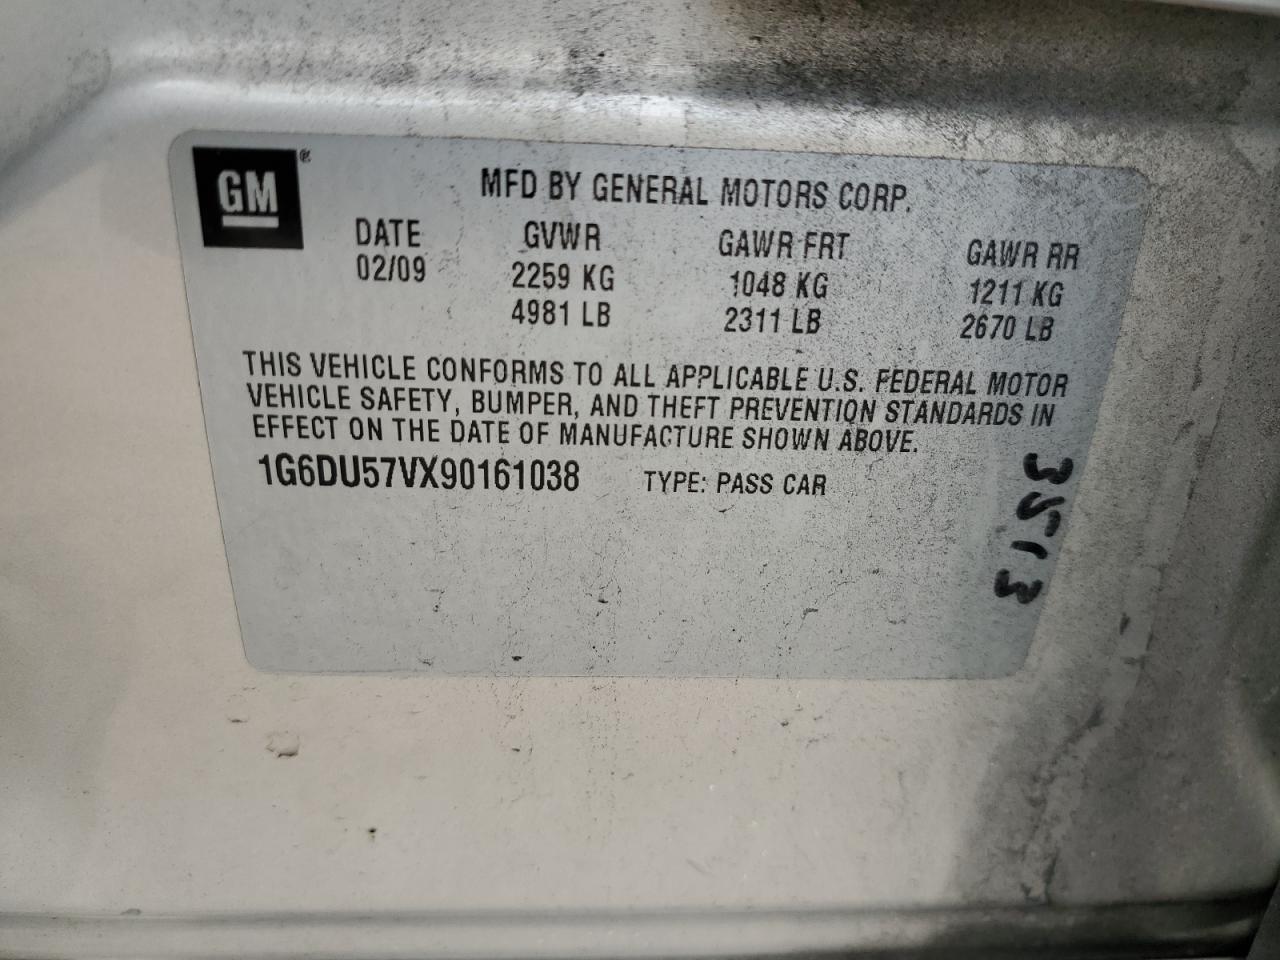 GM®
MFD BY GENERAL MOTORS CORP.
DATE GVWR GAWR FRT GAWR RR
02/09 2259 KG 1048 KG 1211 KG
4981 LB 2311 LB 2670 LB
THIS VEHICLE CONFORMS TO ALL APPLICABLE U.S. FEDERAL MOTOR
VEHICLE SAFETY, BUMPER, AND THEFT PREVENTION STANDARDS IN
EFFECT ON THE DATE OF MANUFACTURE SHOWN ABOVE.
1G6DU57VX90161038 TYPE: PASS CAR
3513